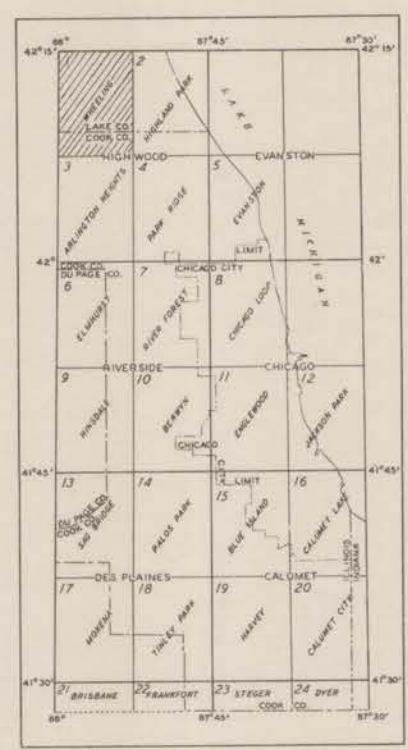 88° 87°45' 87°30'
42°15' 42°15'
2
WHEELING HIGHLAND PARK LAKE
LAKE CO.
COOK CO.
HIGHWOOD EVANSTON
3 4 5
ARLINGTON HEIGHTS PARK RIDGE EVANSTON
MICHIGAN
LIMIT
42° 42°
COOK CO. 7 CHICAGO CITY
DU PAGE CO. 8
6
ELMHURST RIVER FOREST CHICAGO LOOP
RIVERSIDE CHICAGO
9 10 11 12
HINSDALE BERWYN ENGLEWOOD JACKSON PARK
CHICAGO
CITY
41°45' 41°45'
13 14 15 LIMIT 16
DU PAGE CO.
COOK CO.
SAG BRIDGE PALOS PARK BLUE ISLAND CALUMET LAKE
ILLINOIS
INDIANA
DES PLAINES CALUMET
17 18 19 20
MOKENA TINLEY PARK HARVEY CALUMET CITY
41°30' 41°30'
21 BRISBANE 22 FRANKFORT 23 STEGER 24 DYER
COOK CO.
88° 87°45' 87°30'